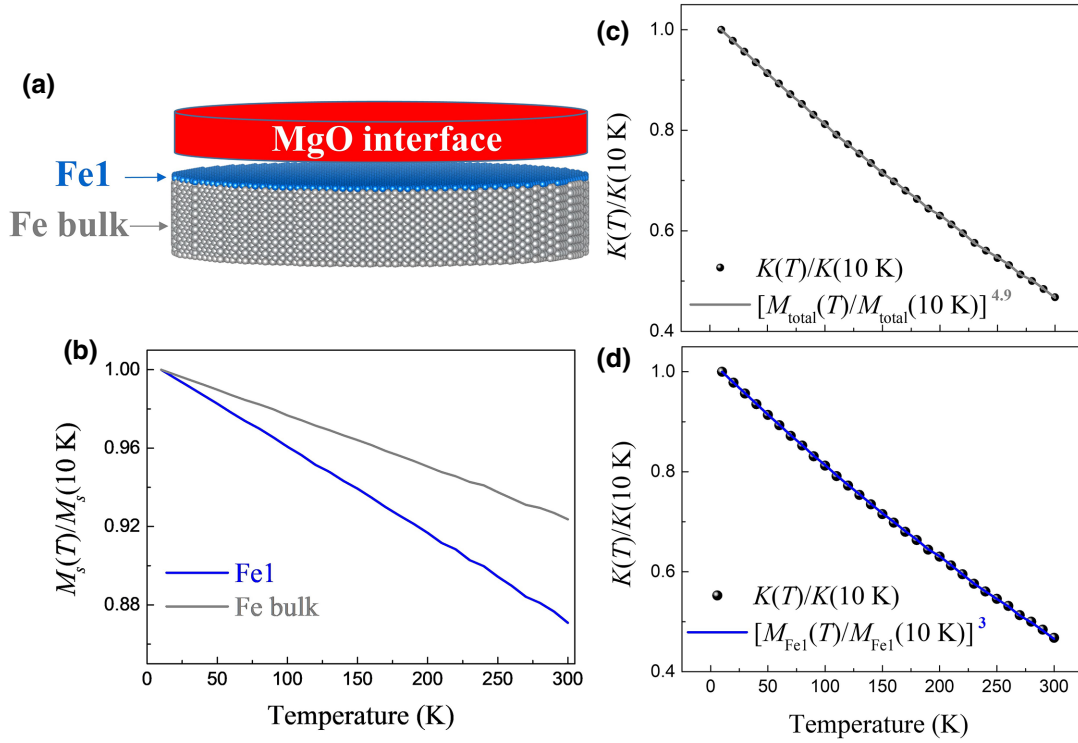 (a)
MgO interface
Fe1
Fe bulk
(b)
M_s(T)/M_s(10 K)
1.00
0.96
0.92
0.88
Fe1
Fe bulk
0 50 100 150 200 250 300
Temperature (K)
(c)
K(T)/K(10 K)
1.0
0.8
0.6
0.4
K(T)/K(10 K)
[M_total(T)/M_total(10 K)]^4.9
(d)
K(T)/K(10 K)
1.0
0.8
0.6
0.4
K(T)/K(10 K)
[M_Fe1(T)/M_Fe1(10 K)]^3
0 50 100 150 200 250 300
Temperature (K)